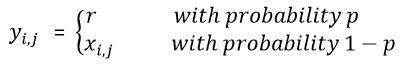 y_{i,j} = { r with probability p
x_{i,j} with probability 1 − p